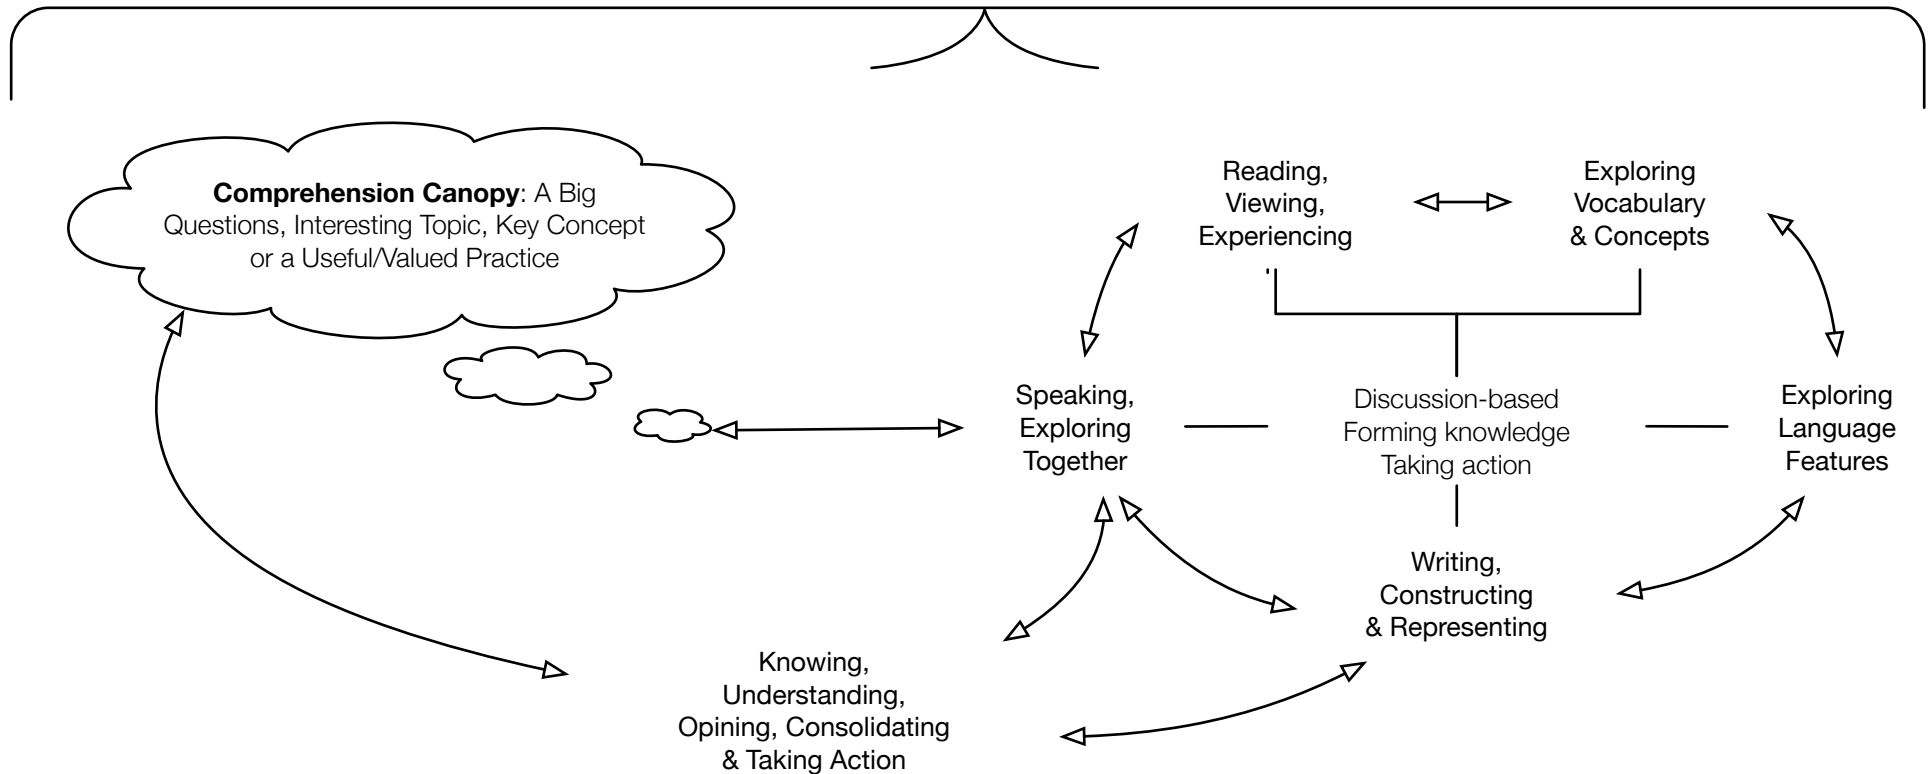 Comprehension Canopy: A Big
Questions, Interesting Topic, Key Concept
or a Useful/Valued Practice
Reading,
Viewing,
Experiencing
Exploring
Vocabulary
& Concepts
Speaking,
Exploring
Together
Discussion-based
Forming knowledge
Taking action
Exploring
Language
Features
Writing,
Constructing
& Representing
Knowing,
Understanding,
Opining, Consolidating
& Taking Action